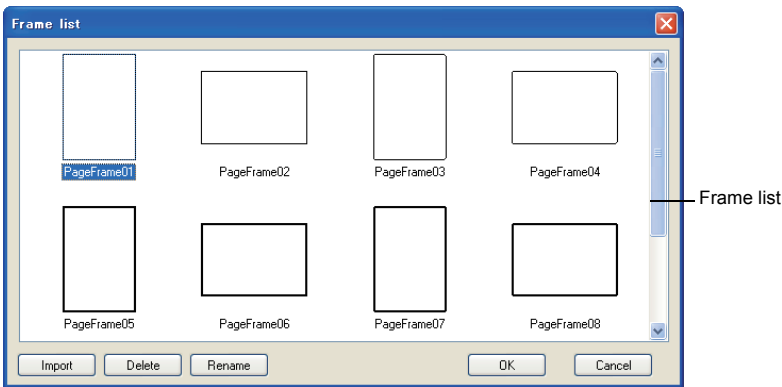 Frame list
PageFrame01 PageFrame02 PageFrame03 PageFrame04
Frame list
PageFrame05 PageFrame06 PageFrame07 PageFrame08
Import Delete Rename OK Cancel